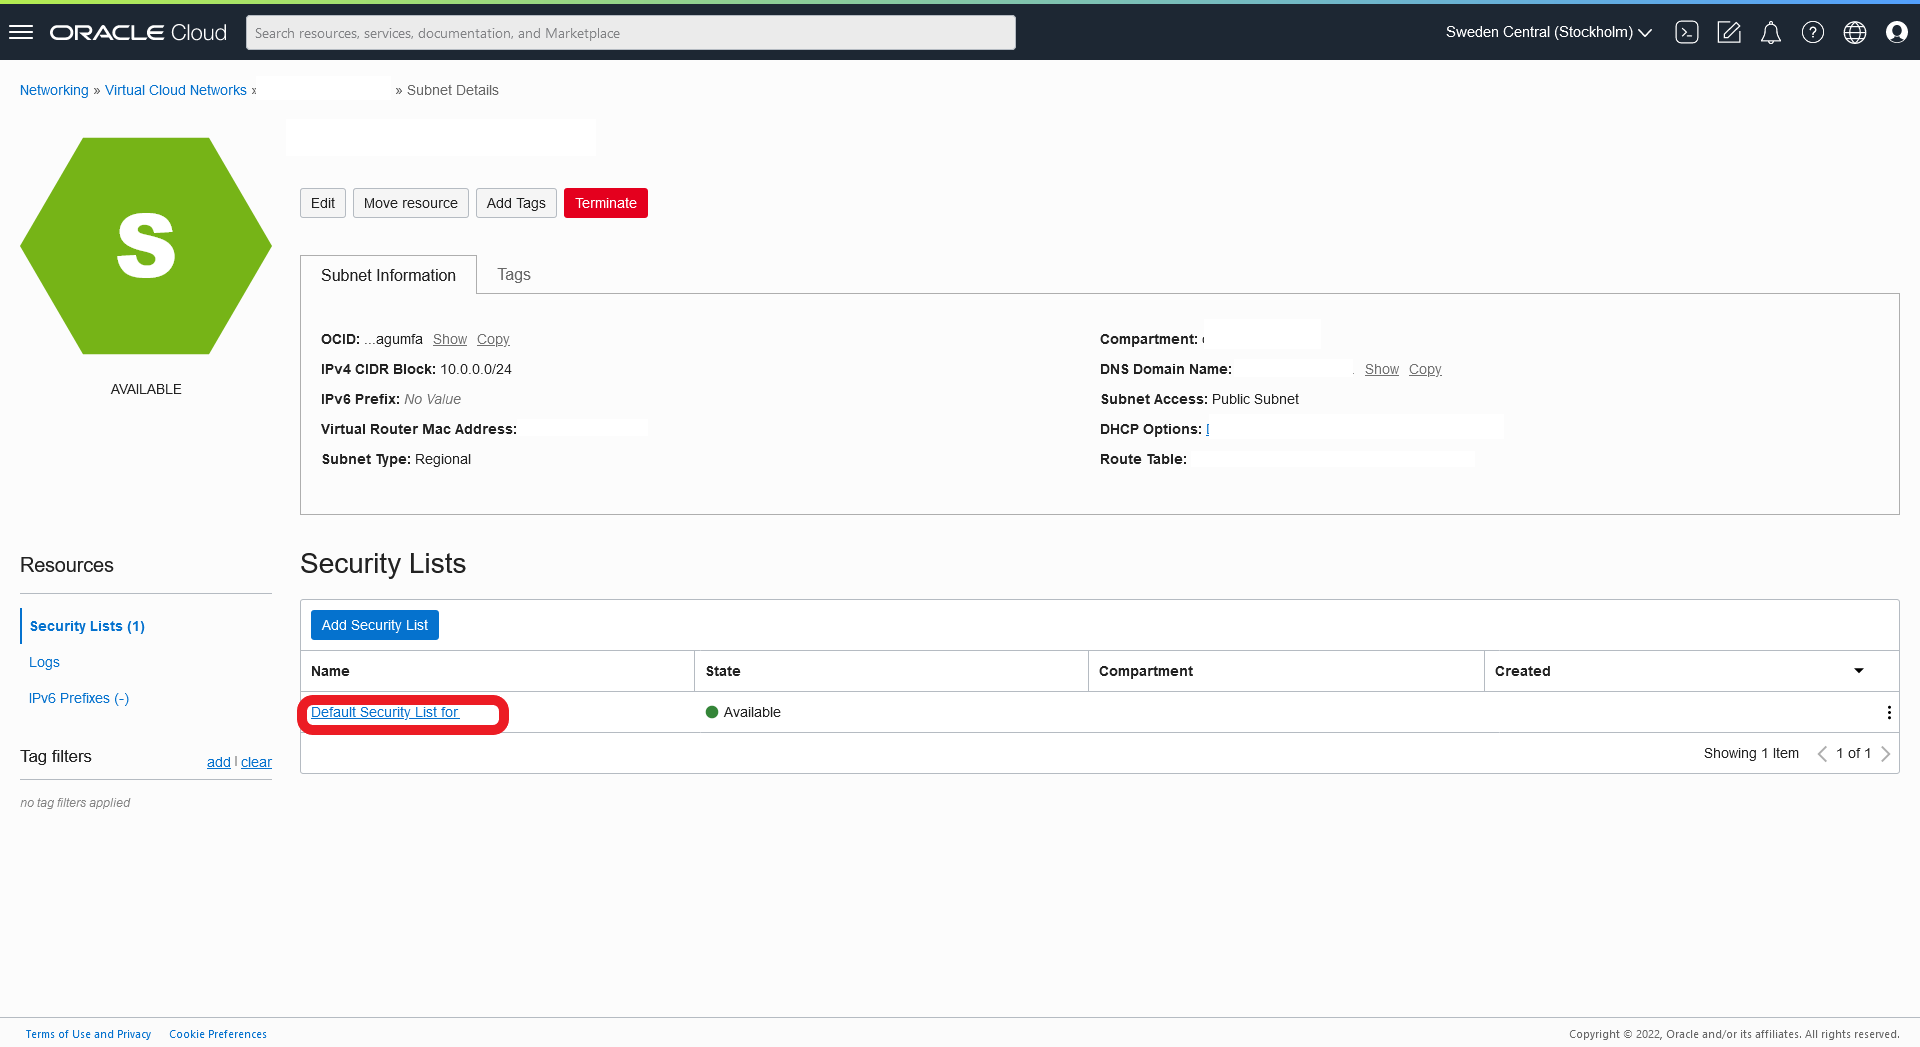 ORACLE Cloud
Search resources, services, documentation, and Marketplace
Sweden Central (Stockholm)
Networking » Virtual Cloud Networks »
» Subnet Details
S
AVAILABLE
Edit
Move resource
Add Tags
Terminate
Subnet Information
Tags
OCID: ...agumfa Show Copy
IPv4 CIDR Block: 10.0.0.0/24
IPv6 Prefix: No Value
Virtual Router Mac Address:
Subnet Type: Regional
Compartment:
DNS Domain Name: Show Copy
Subnet Access: Public Subnet
DHCP Options:
Route Table:
Resources
Security Lists (1)
Logs
IPv6 Prefixes (-)
Tag filters
add | clear
no tag filters applied
Security Lists
Add Security List
Name State Compartment Created
Default Security List for Available
Showing 1 Item 1 of 1
Terms of Use and Privacy Cookie Preferences
Copyright © 2022, Oracle and/or its affiliates. All rights reserved.